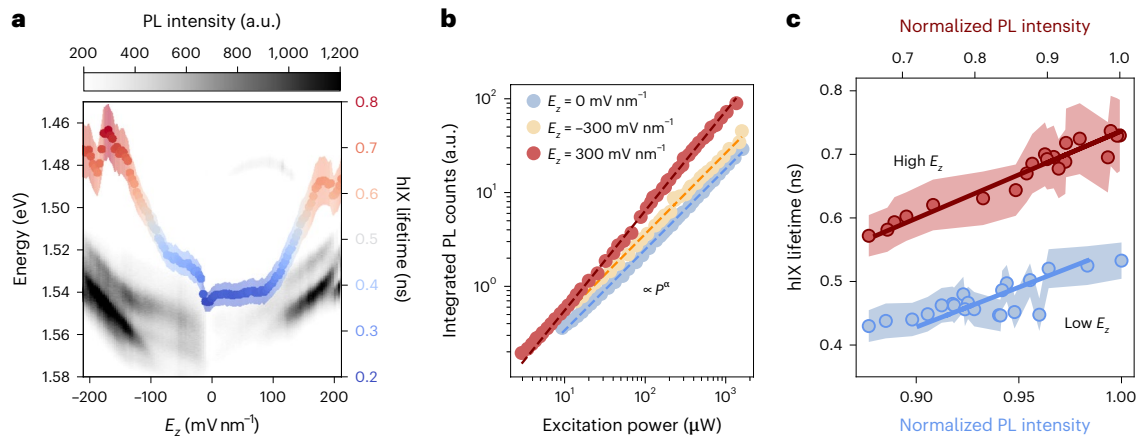 a
PL intensity (a.u.)
200 400 600 800 1,000 1,200
1.46
1.48
1.50
1.52
1.54
1.56
1.58
Energy (eV)
0.8
0.7
0.6
0.5
0.4
0.3
0.2
hIX lifetime (ns)
–200 –100 0 100 200
E_z (mV nm⁻¹)
b
E_z = 0 mV nm⁻¹
E_z = –300 mV nm⁻¹
E_z = 300 mV nm⁻¹
10²
10¹
10⁰
Integrated PL counts (a.u.)
∝ P^α
10¹ 10² 10³
Excitation power (μW)
c
Normalized PL intensity
0.7 0.8 0.9 1.0
0.8
0.7
0.6
0.5
0.4
hIX lifetime (ns)
High E_z
Low E_z
0.90 0.95 1.00
Normalized PL intensity